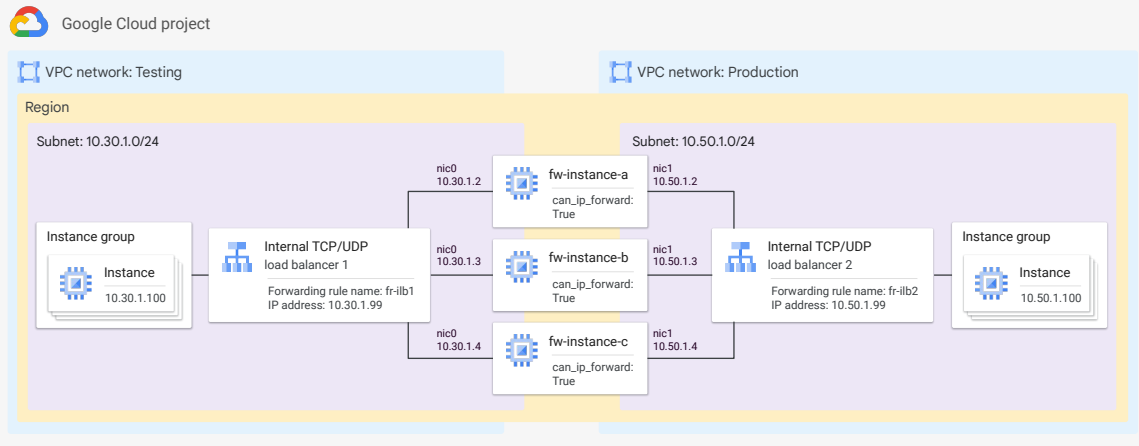 Google Cloud project
VPC network: Testing
VPC network: Production
Region
Subnet: 10.30.1.0/24
Subnet: 10.50.1.0/24
nic0
10.30.1.2
fw-instance-a
can_ip_forward:
True
nic1
10.50.1.2
Instance group
Instance
10.30.1.100
Internal TCP/UDP
load balancer 1
Forwarding rule name: fr-ilb1
IP address: 10.30.1.99
nic0
10.30.1.3
fw-instance-b
can_ip_forward:
True
nic1
10.50.1.3
Internal TCP/UDP
load balancer 2
Forwarding rule name: fr-ilb2
IP address: 10.50.1.99
Instance group
Instance
10.50.1.100
nic0
10.30.1.4
fw-instance-c
can_ip_forward:
True
nic1
10.50.1.4